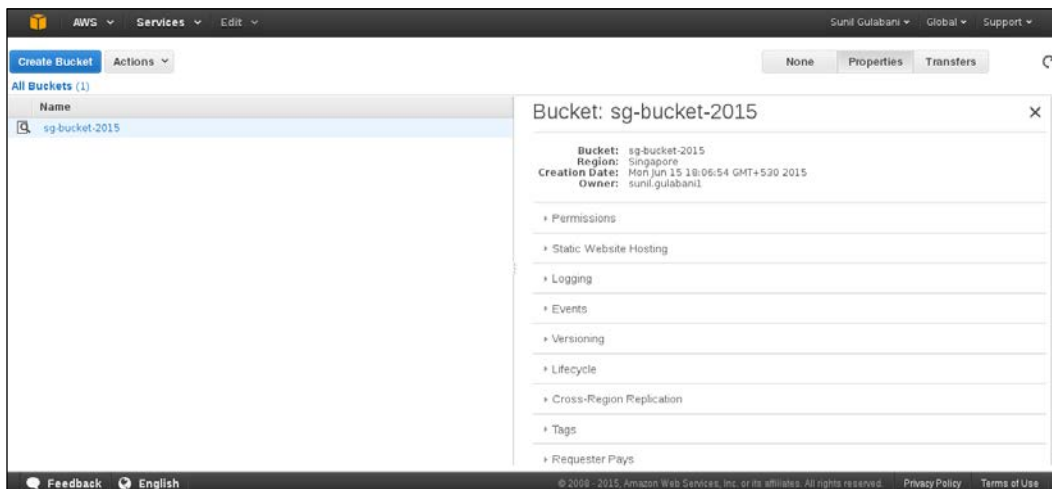 AWS Services Edit Sunil Gulabani Global Support
Create Bucket Actions None Properties Transfers
All Buckets (1)
Name
sg-bucket-2015
Bucket: sg-bucket-2015
Bucket: sg-bucket-2015
Region: Singapore
Creation Date: Mon Jun 15 18:06:54 GMT+530 2015
Owner: sunil.gulabani1
Permissions
Static Website Hosting
Logging
Events
Versioning
Lifecycle
Cross-Region Replication
Tags
Requester Pays
Feedback English © 2008 - 2015, Amazon Web Services, Inc. or its affiliates. All rights reserved. Privacy Policy Terms of Use